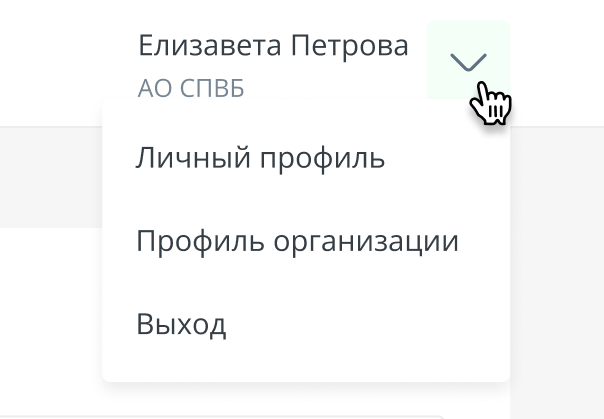 Елизавета Петрова
АО СПВБ
Личный профиль
Профиль организации
Выход